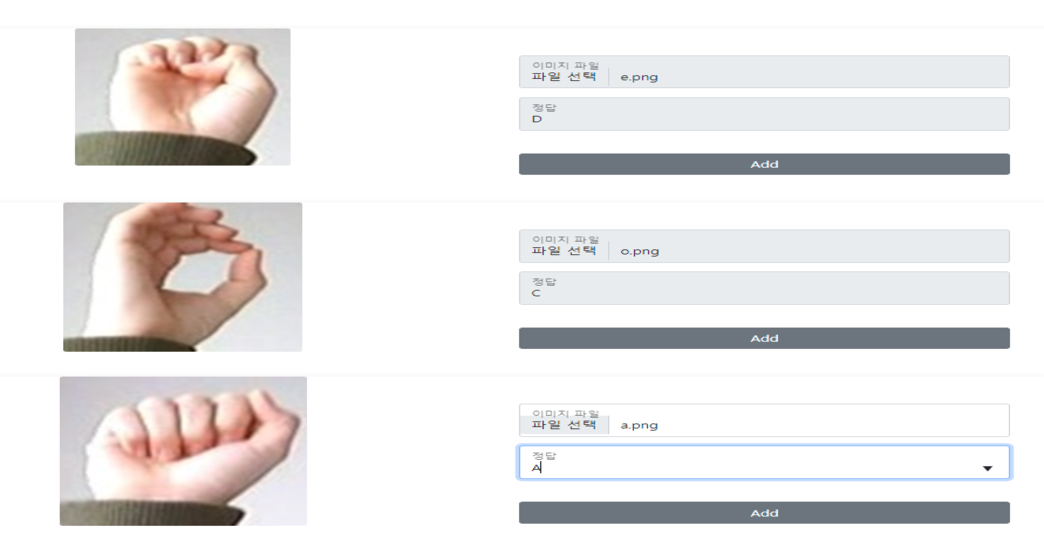 이미지 파일
파일 선택 e.png
정답
D
Add
이미지 파일
파일 선택 o.png
정답
C
Add
이미지 파일
파일 선택 a.png
정답
A
Add